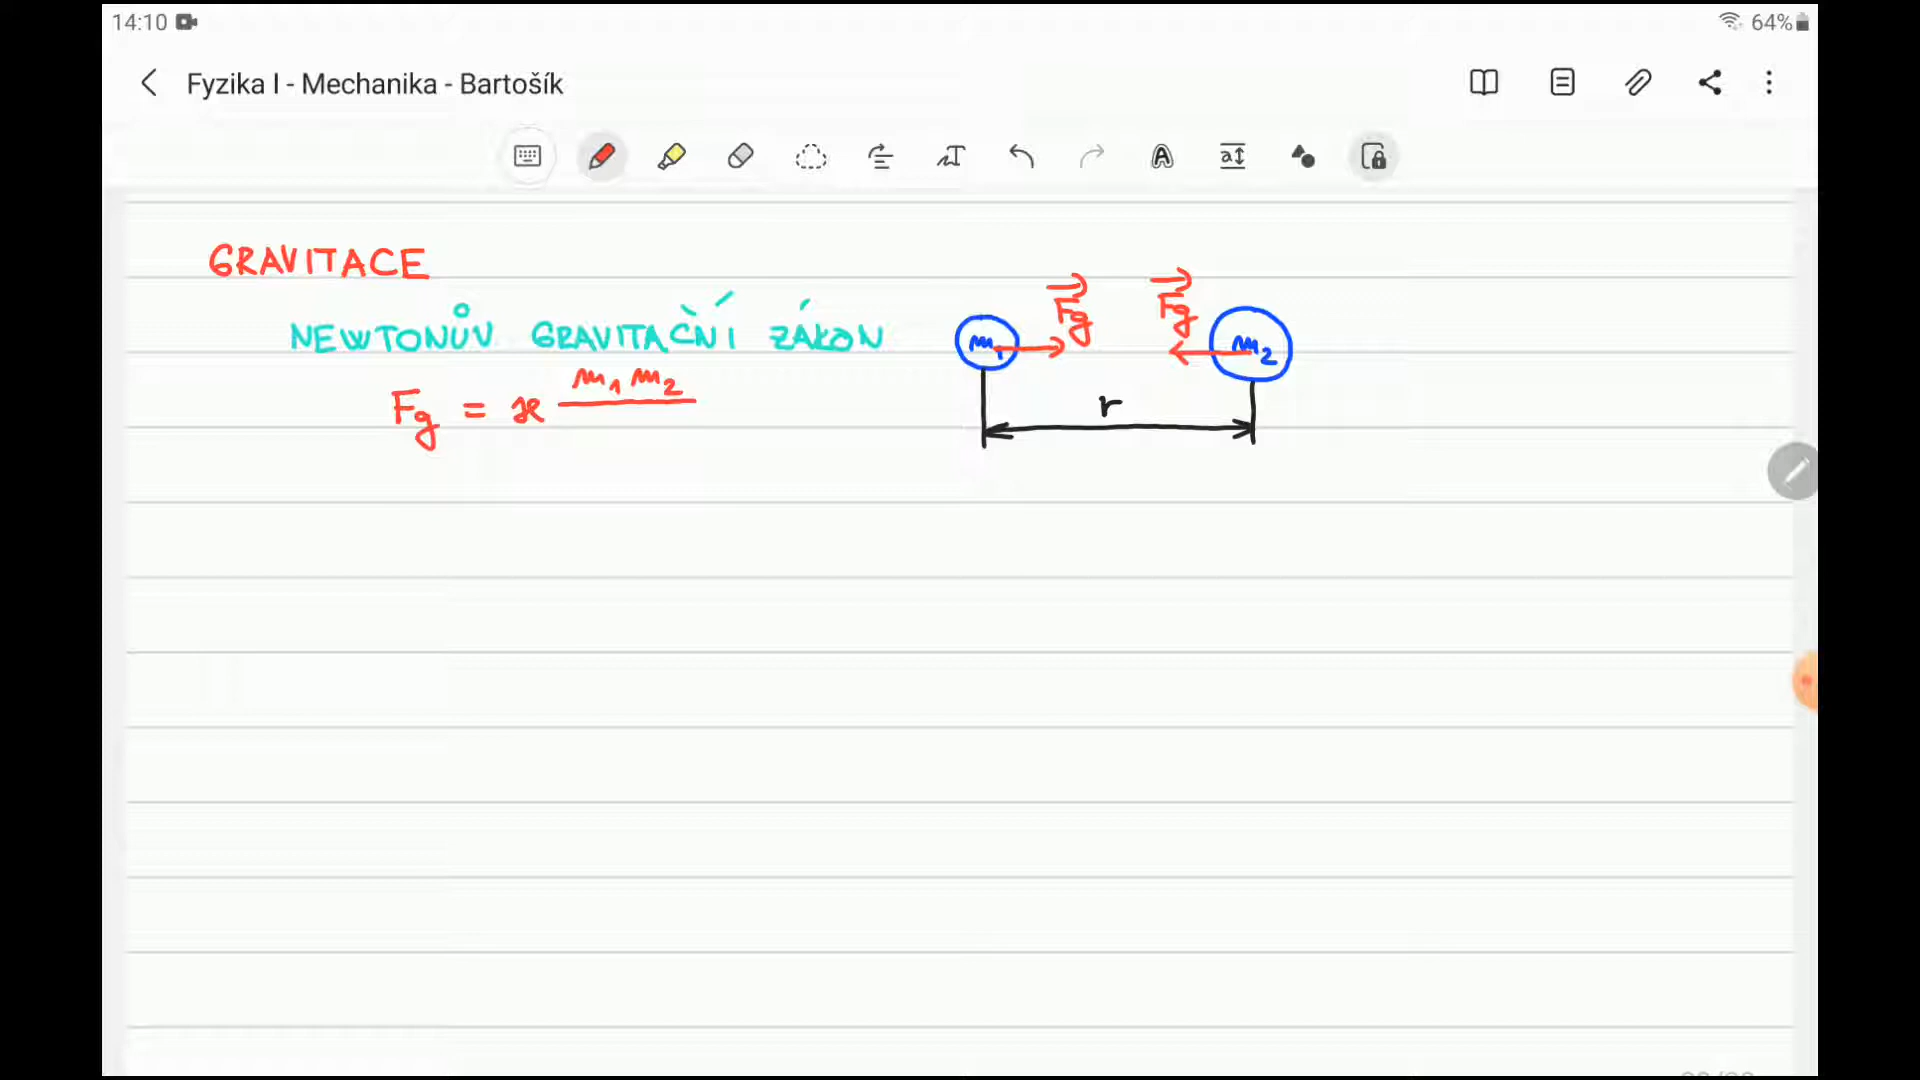 14:10 64%
Fyzika I - Mechanika - Bartošík
GRAVITACE
NEWTONŮV GRAVITAČNÍ ZÁKON
Fg = ϰ m₁ m₂
Fg Fg
m₁ m₂
r